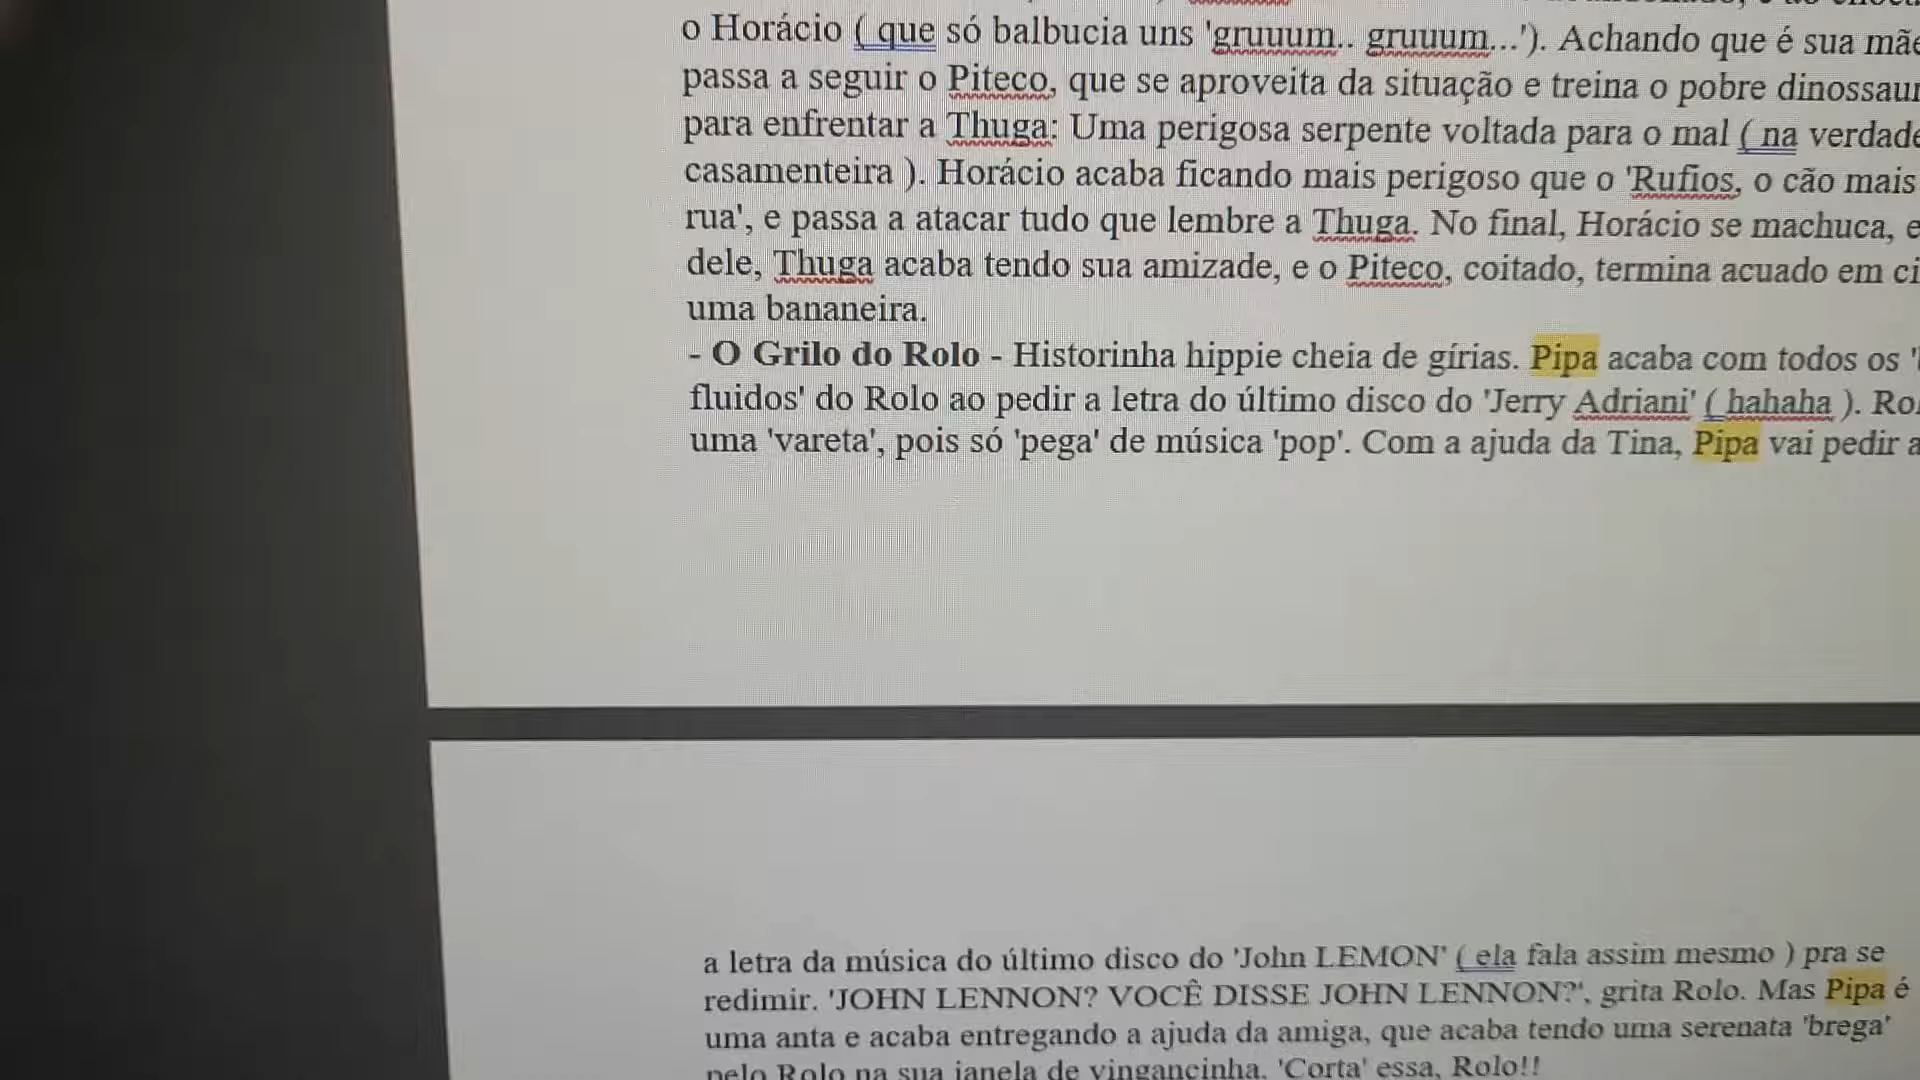 o Horácio ( que só balbucia uns 'gruuum.. gruuum...'). Achando que é sua mãe
passa a seguir o Piteco, que se aproveita da situação e treina o pobre dinossaur
para enfrentar a Thuga: Uma perigosa serpente voltada para o mal ( na verdade
casamenteira ). Horácio acaba ficando mais perigoso que o 'Rufios, o cão mais
rua', e passa a atacar tudo que lembre a Thuga. No final, Horácio se machuca, e
dele, Thuga acaba tendo sua amizade, e o Piteco, coitado, termina acuado em ci
uma bananeira.
- O Grilo do Rolo - Historinha hippie cheia de gírias. Pipa acaba com todos os '
fluidos' do Rolo ao pedir a letra do último disco do 'Jerry Adriani' ( hahaha ). Rol
uma 'vareta', pois só 'pega' de música 'pop'. Com a ajuda da Tina, Pipa vai pedir a
a letra da música do último disco do 'John LEMON' ( ela fala assim mesmo ) pra se
redimir. 'JOHN LENNON? VOCÊ DISSE JOHN LENNON?', grita Rolo. Mas Pipa é
uma anta e acaba entregando a ajuda da amiga, que acaba tendo uma serenata 'brega'
pelo Rolo na sua janela de vingancinha. 'Corta' essa, Rolo!!